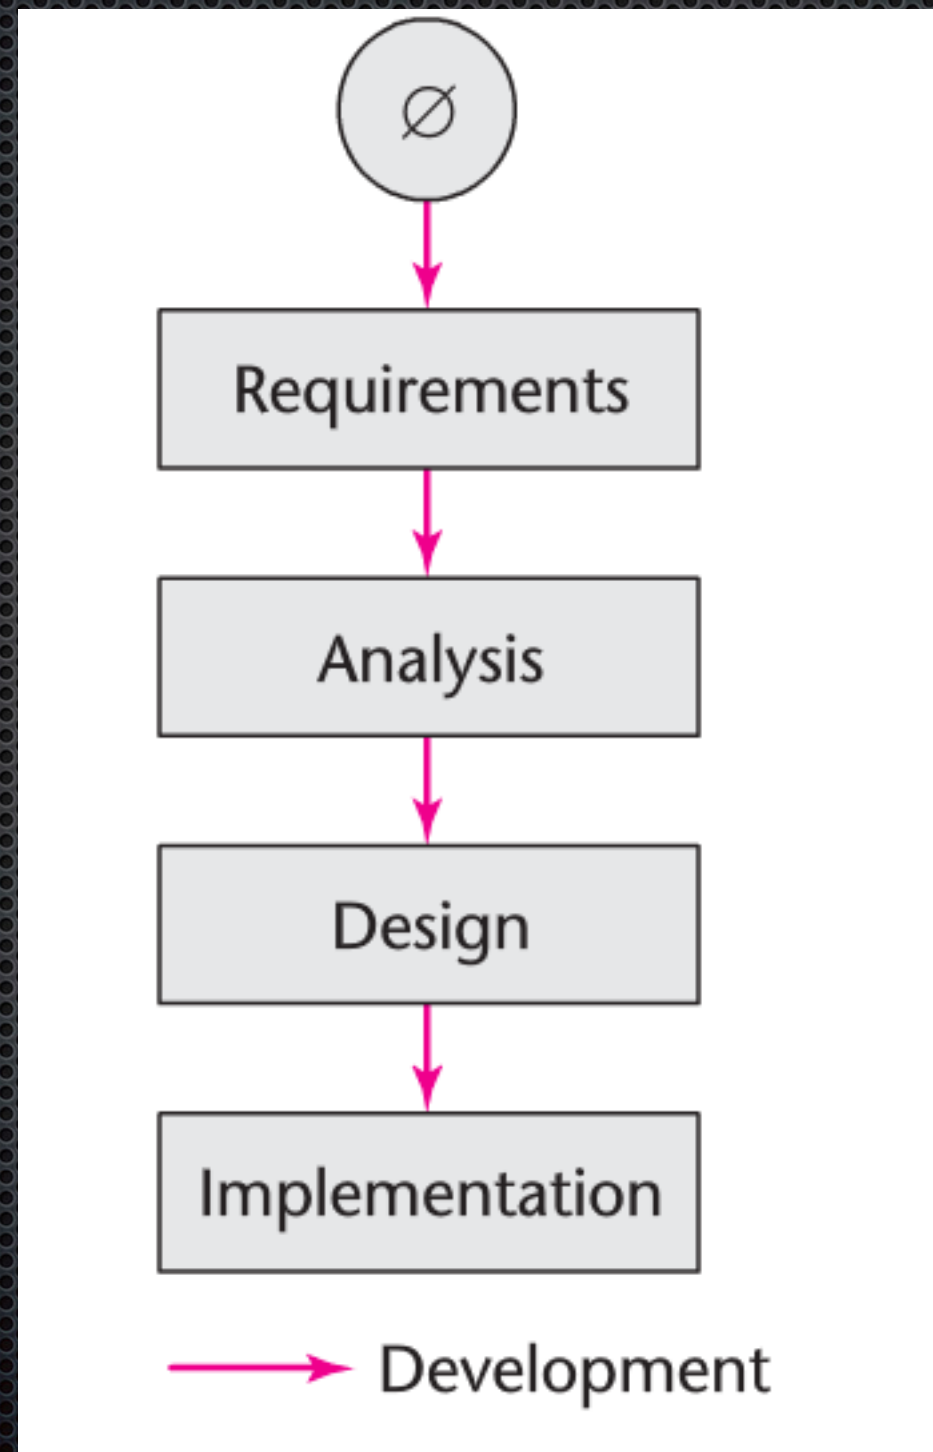 ∅
Requirements
Analysis
Design
Implementation
Development